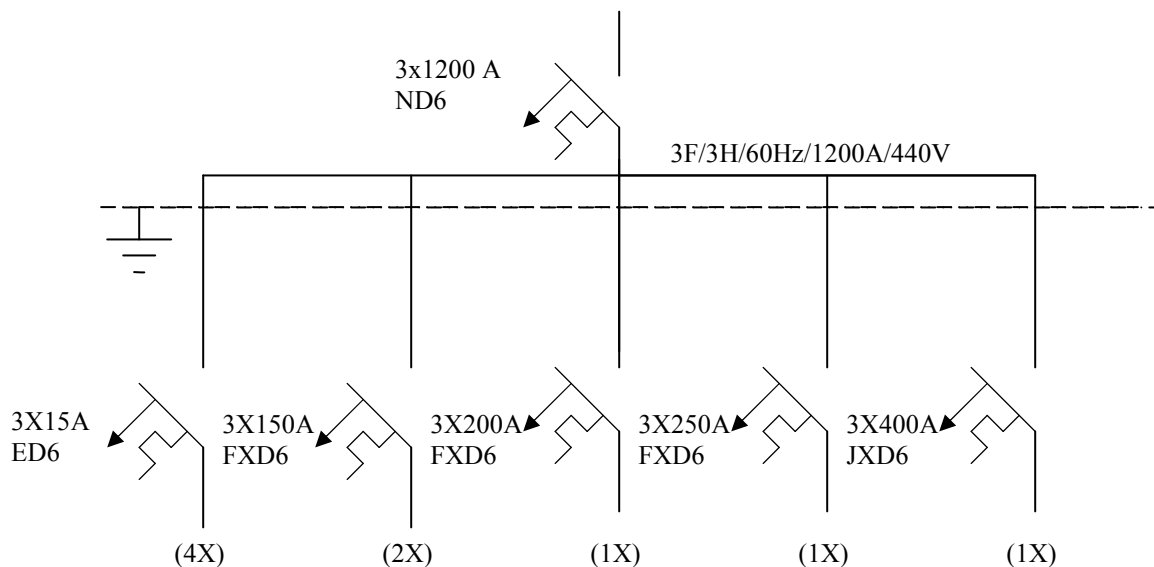 3x1200 A
ND6
3F/3H/60Hz/1200A/440V
3X15A
ED6
3X150A
FXD6
3X200A
FXD6
3X250A
FXD6
3X400A
JXD6
(4X)
(2X)
(1X)
(1X)
(1X)